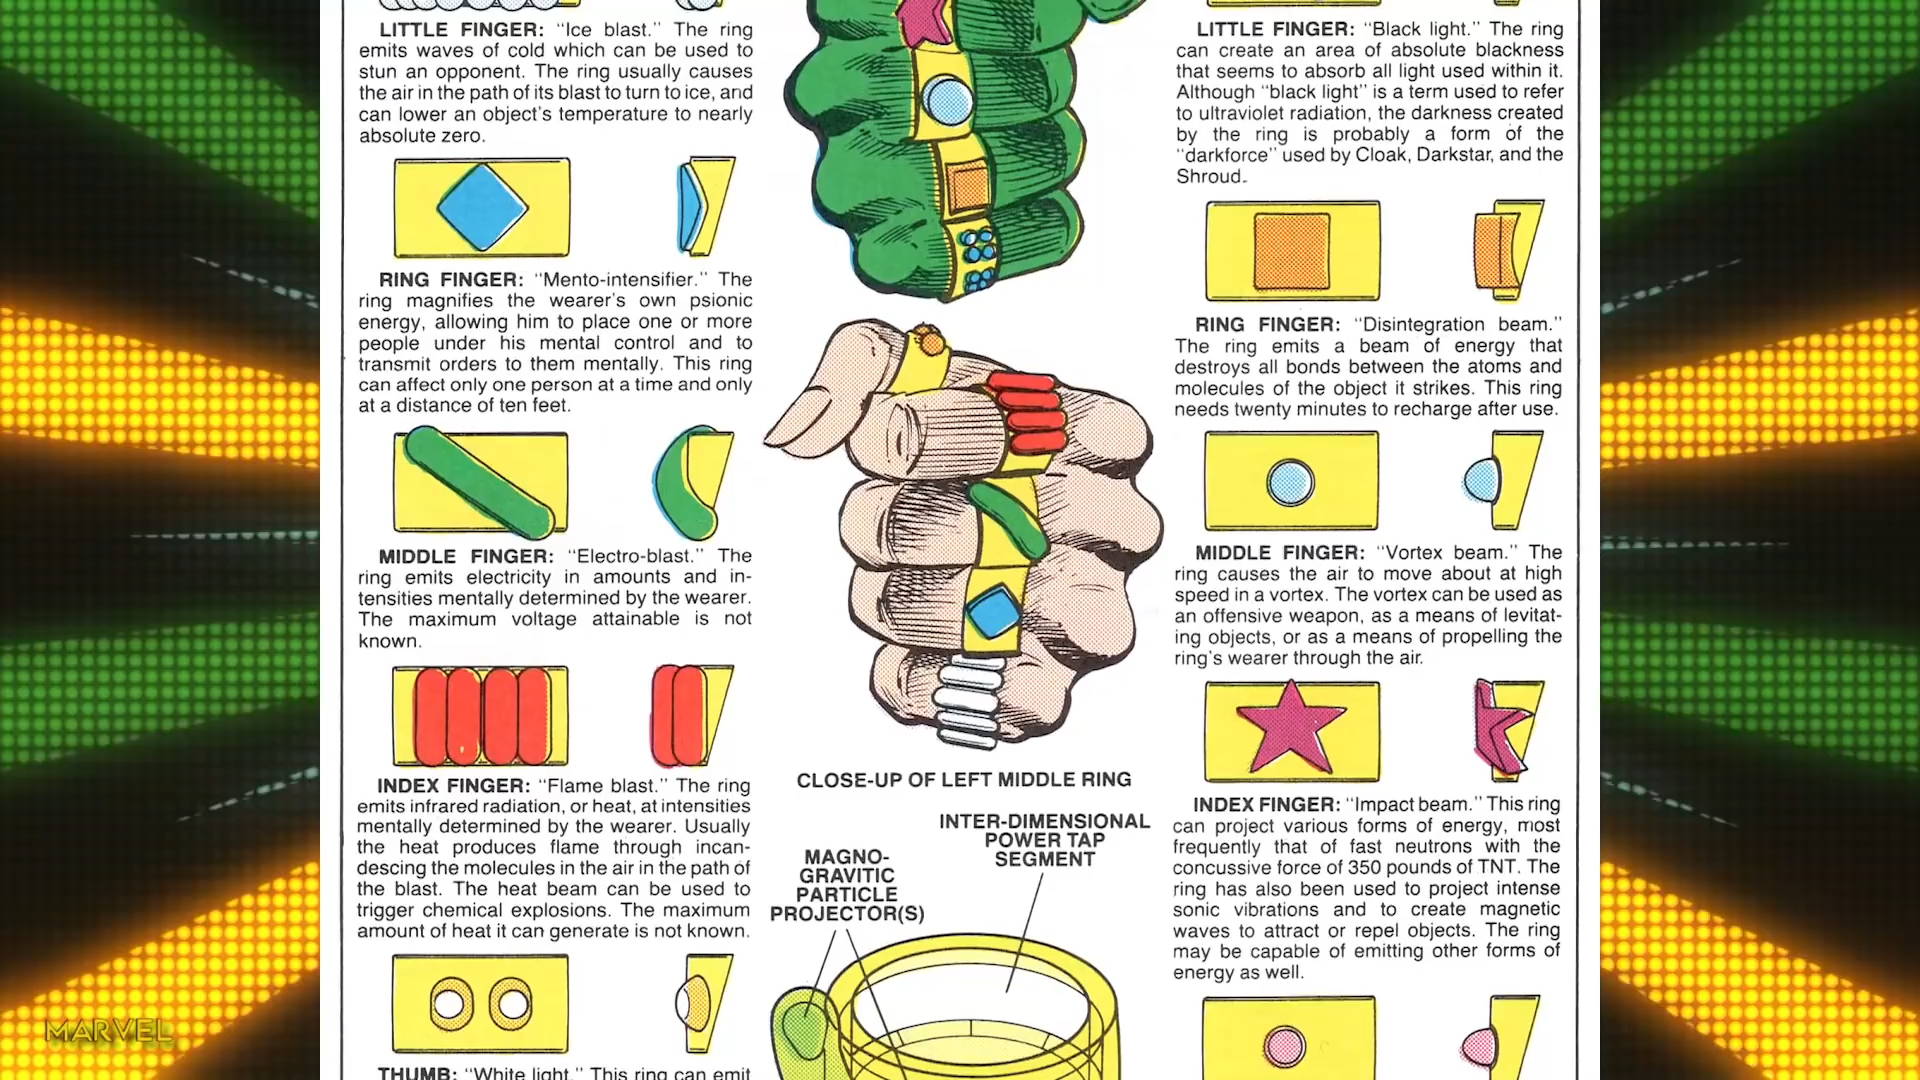 LITTLE FINGER: “Ice blast.” The ring
emits waves of cold which can be used to
stun an opponent. The ring usually causes
the air in the path of its blast to turn to ice, and
can lower an object's temperature to nearly
absolute zero.
RING FINGER: “Mento-intensifier.” The
ring magnifies the wearer's own psionic
energy, allowing him to place one or more
people under his mental control and to
transmit orders to them mentally. This ring
can affect only one person at a time and only
at a distance of ten feet.
MIDDLE FINGER: “Electro-blast.” The
ring emits electricity in amounts and in-
tensities mentally determined by the wearer.
The maximum voltage attainable is not
known.
INDEX FINGER: “Flame blast.” The ring
emits infrared radiation, or heat, at intensities
mentally determined by the wearer. Usually
the heat produces flame through incan-
descing the molecules in the air in the path of
the blast. The heat beam can be used to
trigger chemical explosions. The maximum
amount of heat it can generate is not known.
THUMB: “White light.” This ring can emit
CLOSE-UP OF LEFT MIDDLE RING
INTER-DIMENSIONAL
POWER TAP
SEGMENT
MAGNO-
GRAVITIC
PARTICLE
PROJECTOR(S)
LITTLE FINGER: “Black light.” The ring
can create an area of absolute blackness
that seems to absorb all light used within it.
Although “black light” is a term used to refer
to ultraviolet radiation, the darkness created
by the ring is probably a form of the
“darkforce” used by Cloak, Darkstar, and the
Shroud.
RING FINGER: “Disintegration beam.”
The ring emits a beam of energy that
destroys all bonds between the atoms and
molecules of the object it strikes. This ring
needs twenty minutes to recharge after use.
MIDDLE FINGER: “Vortex beam.” The
ring causes the air to move about at high
speed in a vortex. The vortex can be used as
an offensive weapon, as a means of levitat-
ing objects, or as a means of propelling the
ring's wearer through the air.
INDEX FINGER: “Impact beam.” This ring
can project various forms of energy, most
frequently that of fast neutrons with the
concussive force of 350 pounds of TNT. The
ring has also been used to project intense
sonic vibrations and to create magnetic
waves to attract or repel objects. The ring
may be capable of emitting other forms of
energy as well.
MARVEL